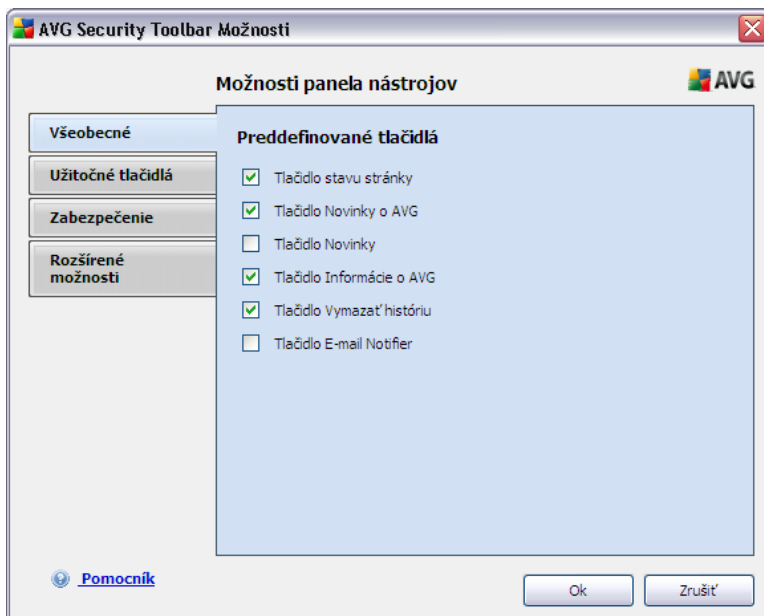 AVG Security Toolbar Možnosti
Možnosti panela nástrojov
AVG
Všeobecné
Užitočné tlačidlá
Zabezpečenie
Rozšírené
možnosti
Preddefinované tlačidlá
Tlačidlo stavu stránky
Tlačidlo Novinky o AVG
Tlačidlo Novinky
Tlačidlo Informácie o AVG
Tlačidlo Vymazať históriu
Tlačidlo E-mail Notifier
Pomocník
Ok
Zrušiť